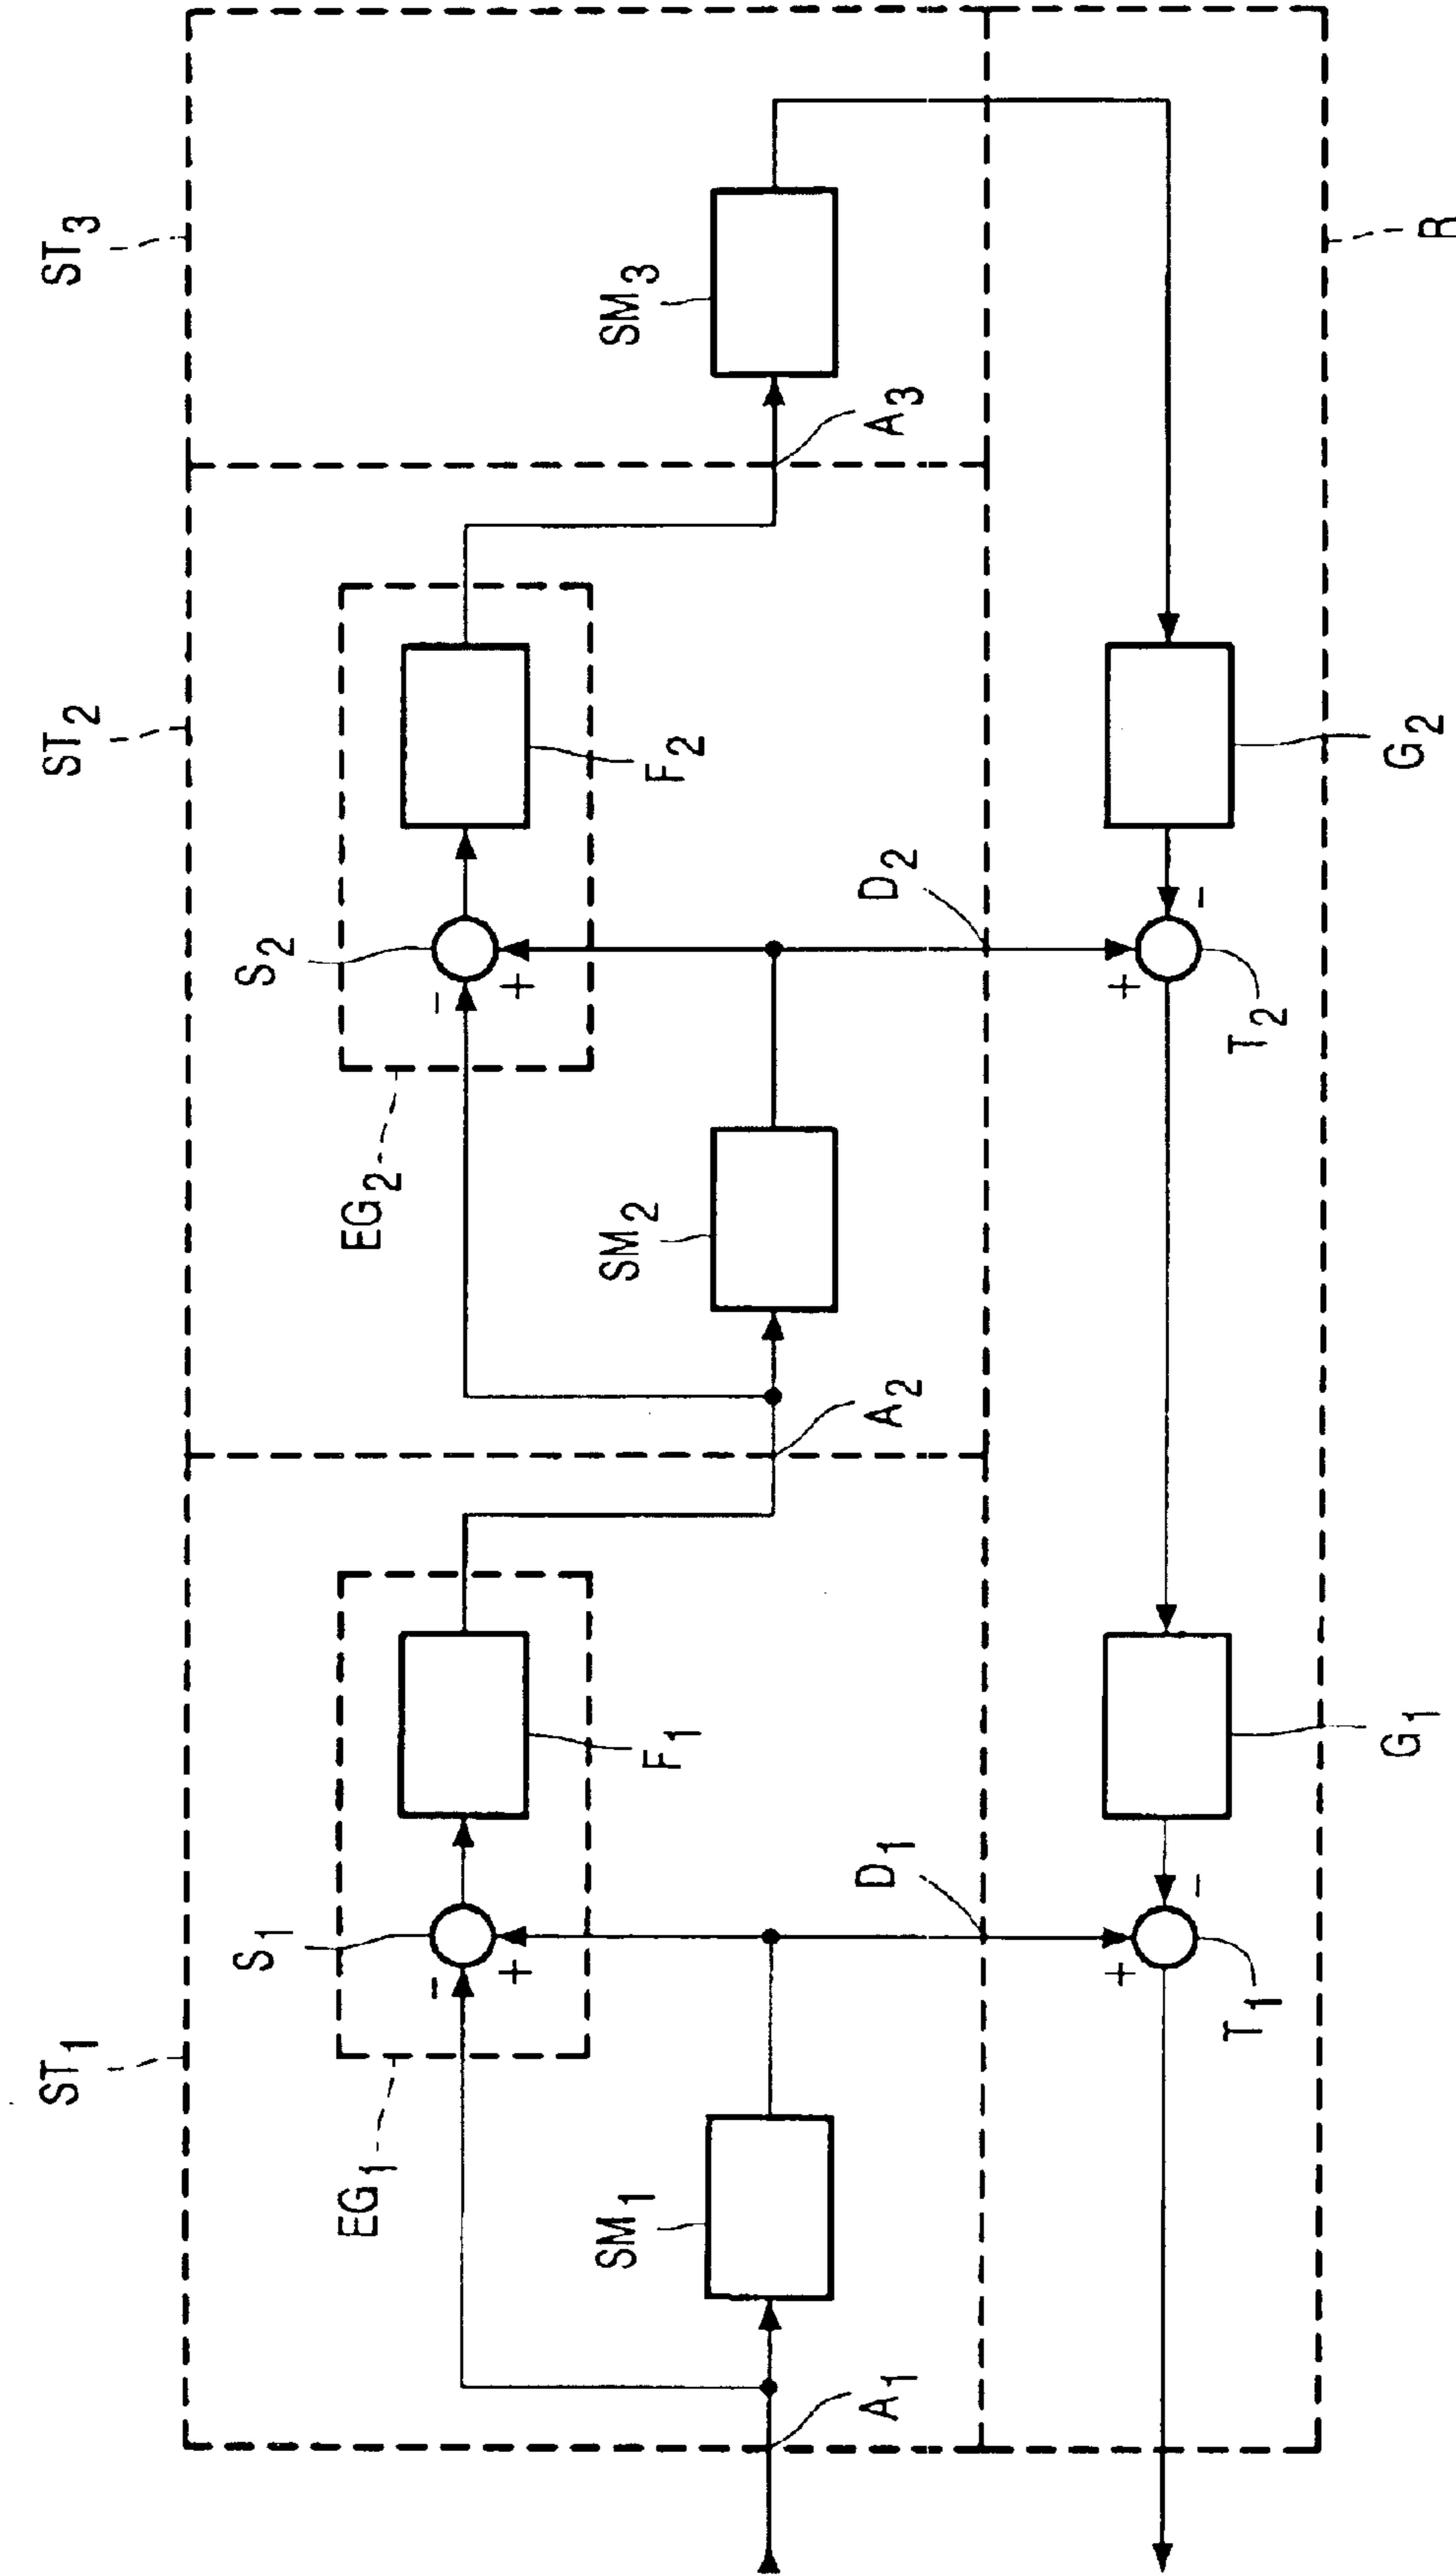 ST1
ST2
ST3
EG1
S1
EG2
S2
-
+
-
+
F1
F2
SM1
SM2
SM3
A1
D1
A2
D2
A3
+
-
+
-
T1
G1
T2
G2